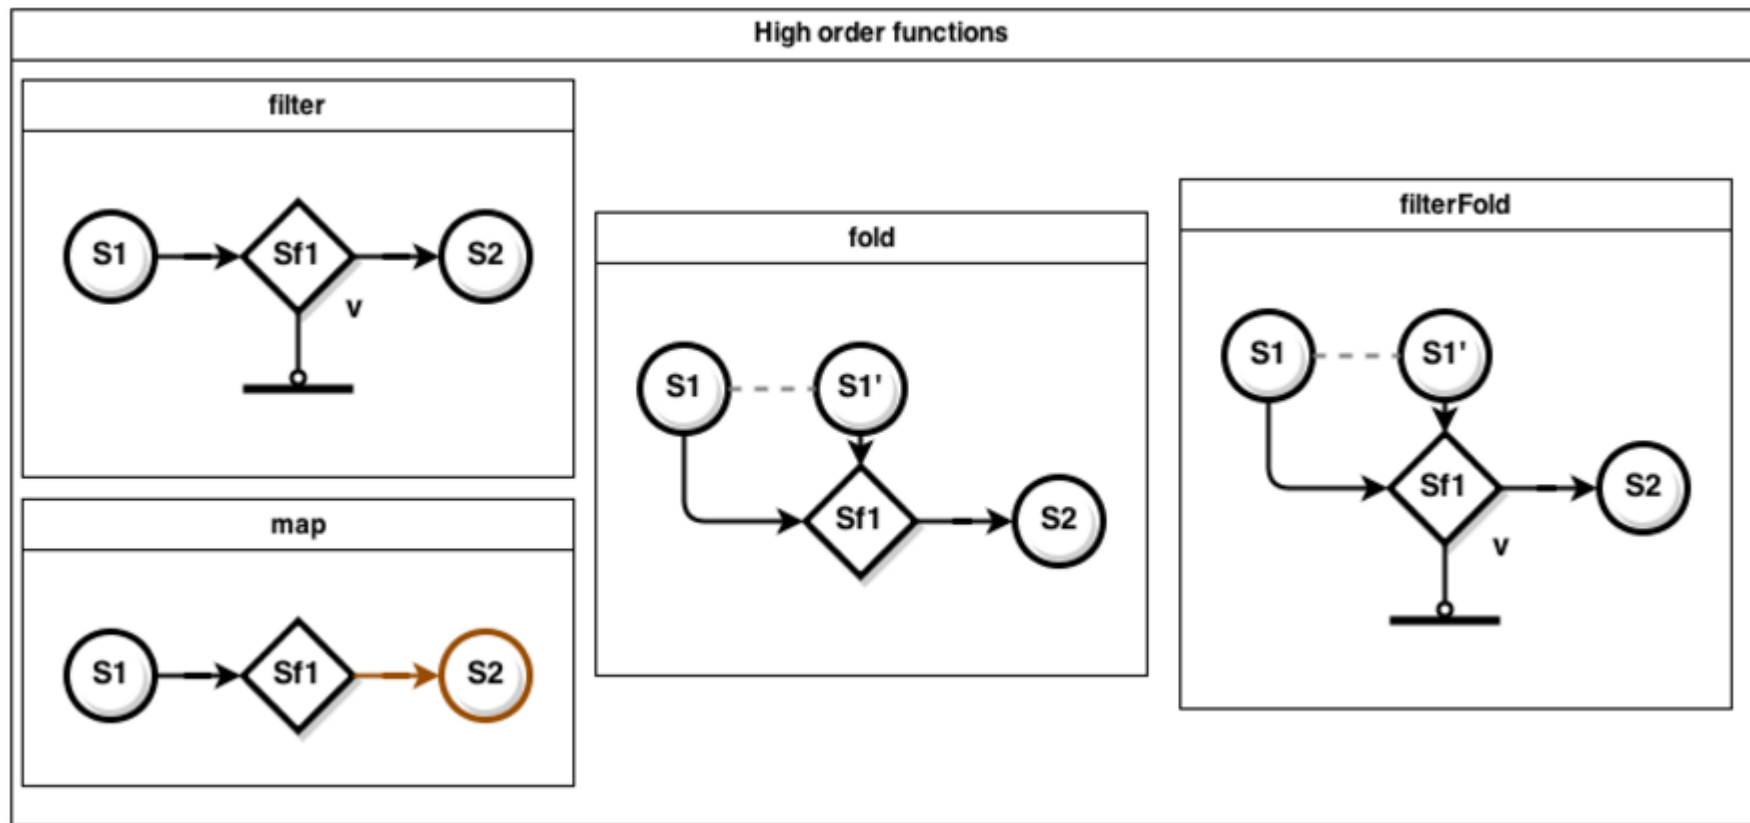 High order functions
filter
S1
Sf1
S2
v
map
S1
Sf1
S2
fold
S1
S1'
Sf1
S2
filterFold
S1
S1'
Sf1
S2
v